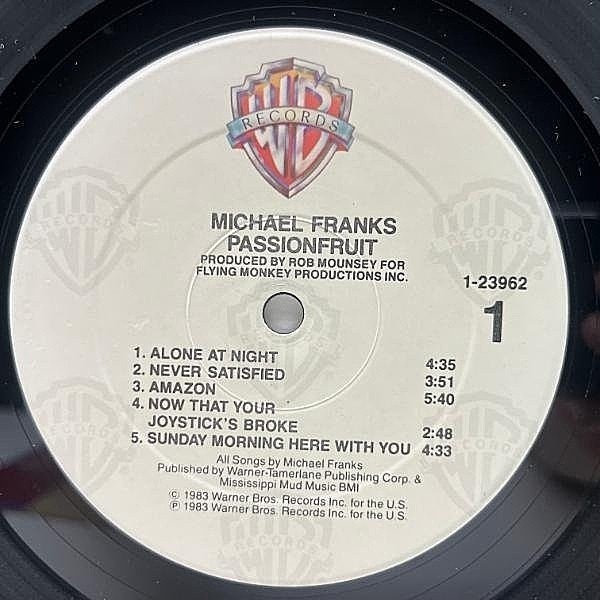 WB
RECORDS
MICHAEL FRANKS
PASSIONFRUIT
PRODUCED BY ROB MOUNSEY FOR
FLYING MONKEY PRODUCTIONS INC.
1-23962
1
1. ALONE AT NIGHT 4:35
2. NEVER SATISFIED 3:51
3. AMAZON 5:40
4. NOW THAT YOUR
JOYSTICK'S BROKE 2:48
5. SUNDAY MORNING HERE WITH YOU 4:33
All Songs by Michael Franks
Published by Warner-Tamerlane Publishing Corp. &
Mississippi Mud Music BMI
© 1983 Warner Bros. Records Inc. for the U.S.
℗ 1983 Warner Bros. Records Inc. for the U.S.